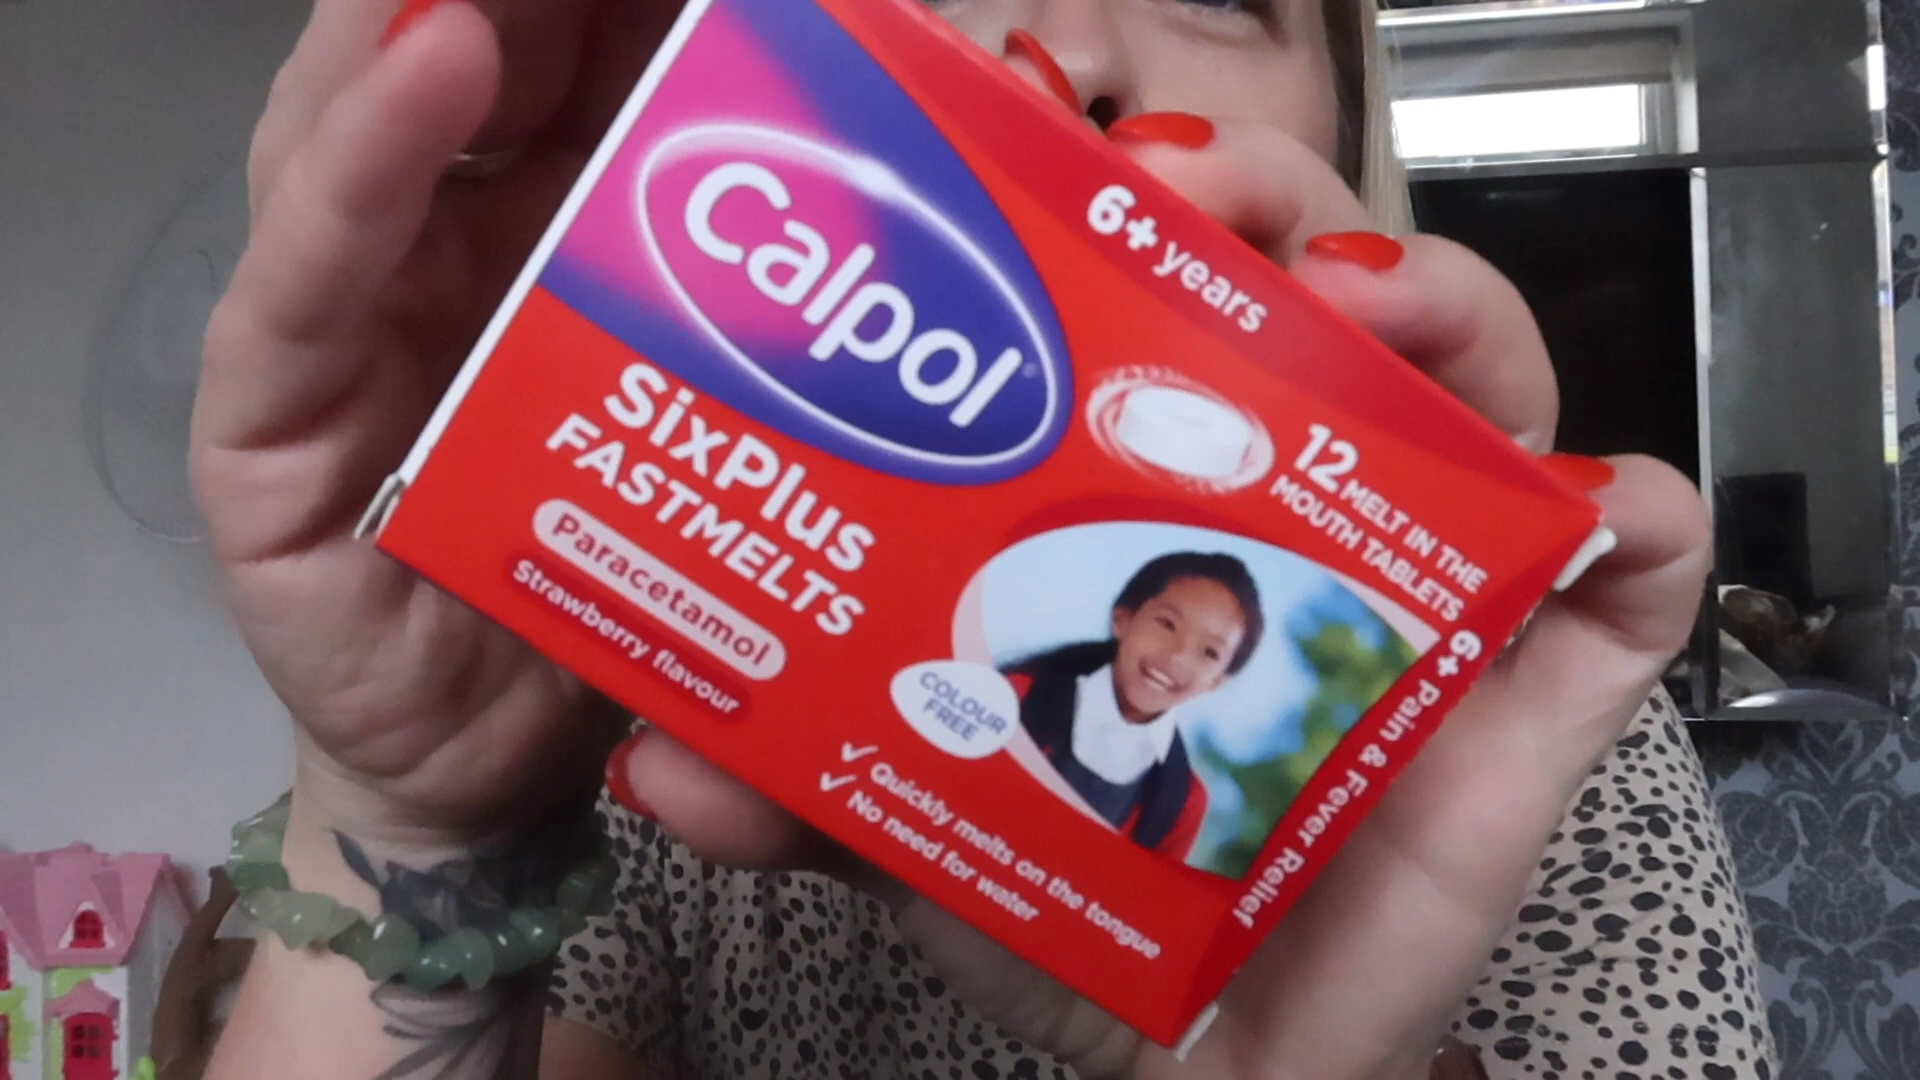 Calpol
6+ years
SixPlus
FASTMELTS
Paracetamol
Strawberry flavour
12 MELT IN THE
MOUTH TABLETS
COLOUR
FREE
✓ Quickly melts on the tongue
✓ No need for water
6+ Pain & Fever Relief